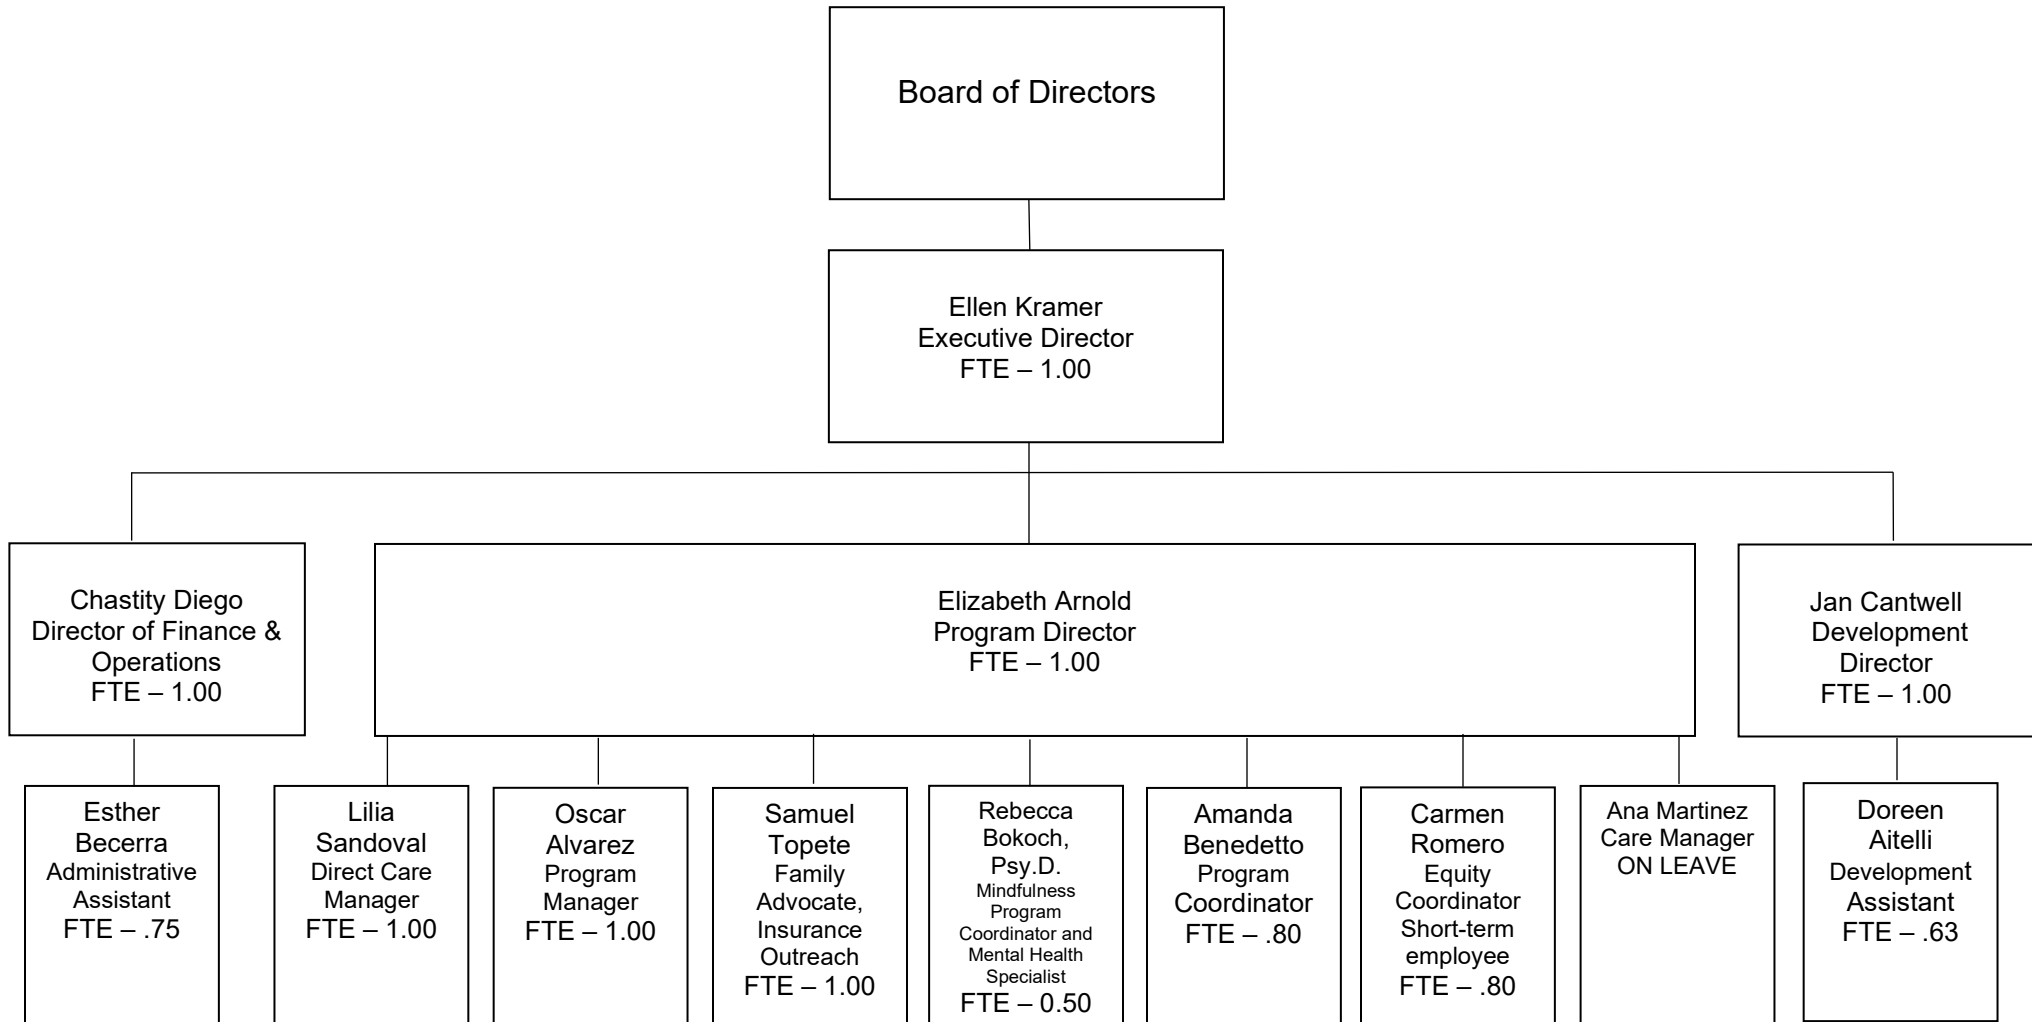 Board of Directors
Ellen Kramer
Executive Director
FTE – 1.00
Chastity Diego
Director of Finance &
Operations
FTE – 1.00
Elizabeth Arnold
Program Director
FTE – 1.00
Jan Cantwell
Development
Director
FTE – 1.00
Esther
Becerra
Administrative
Assistant
FTE – .75
Lilia
Sandoval
Direct Care
Manager
FTE – 1.00
Oscar
Alvarez
Program
Manager
FTE – 1.00
Samuel
Topete
Family
Advocate,
Insurance
Outreach
FTE – 1.00
Rebecca
Bokoch,
Psy.D.
Mindfulness
Program
Coordinator and
Mental Health
Specialist
FTE – 0.50
Amanda
Benedetto
Program
Coordinator
FTE – .80
Carmen
Romero
Equity
Coordinator
Short-term
employee
FTE – .80
Ana Martinez
Care Manager
ON LEAVE
Doreen
Aitelli
Development
Assistant
FTE – .63